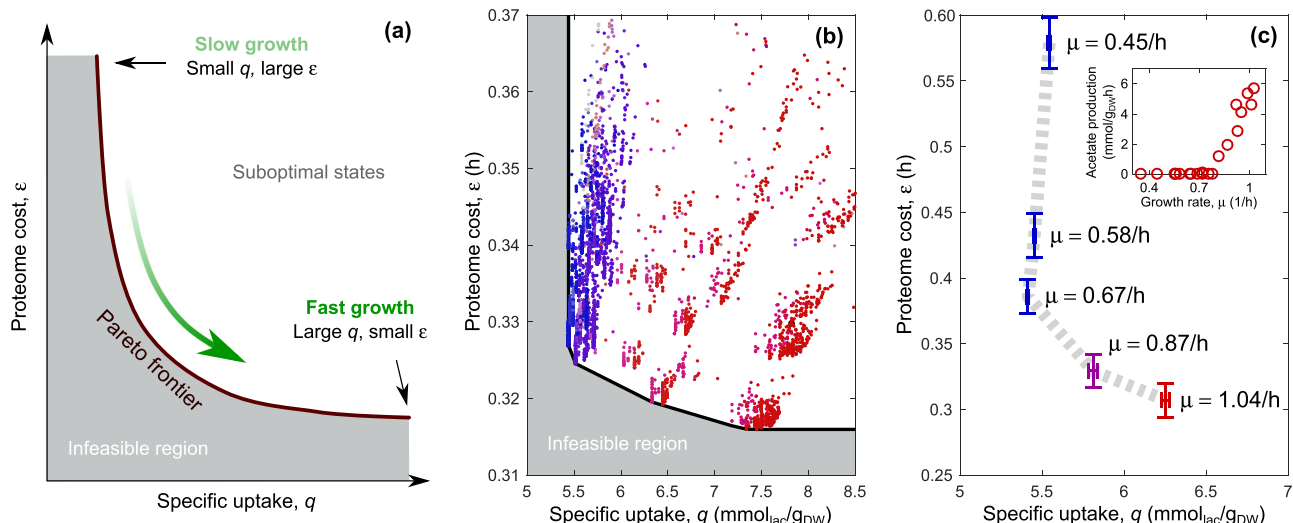 (a)
Slow growth
Small q, large ε
Suboptimal states
Fast growth
Large q, small ε
Pareto frontier
Infeasible region
Proteome cost, ε
Specific uptake, q
(b)
0.37
0.36
0.35
0.34
0.33
0.32
0.31
Proteome cost, ε (h)
Infeasible region
5 5.5 6 6.5 7 7.5 8 8.5
Specific uptake, q (mmol_lac/g_DW)
(c)
0.60
0.55
0.5
0.45
0.4
0.35
0.3
0.25
Proteome cost, ε (h)
μ = 0.45/h
μ = 0.58/h
μ = 0.67/h
μ = 0.87/h
μ = 1.04/h
Acetate production
(mmol/g_DWh)
6
4
2
0
0.4 0.7 1
Growth rate, μ (1/h)
5 5.5 6 6.5 7
Specific uptake, q (mmol_lac/g_DW)